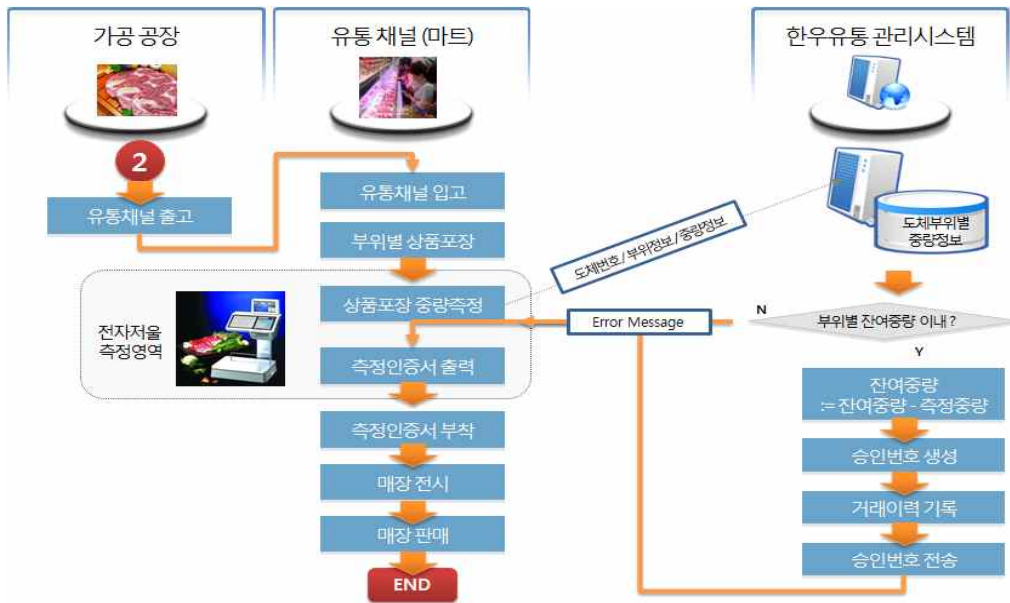 가공 공장
유통 채널 (마트)
한우유통 관리시스템
2
유통채널 출고
유통채널 입고
부위별 상품포장
상품포장 중량측정
측정인증서 출력
전자저울
측정영역
측정인증서 부착
매장 전시
매장 판매
END
도체번호 / 부위정보 / 중량정보
Error Message
도체부위별
중량정보
부위별 잔여중량 이내 ?
N
Y
잔여중량
:= 잔여중량 - 측정중량
승인번호 생성
거래이력 기록
승인번호 전송